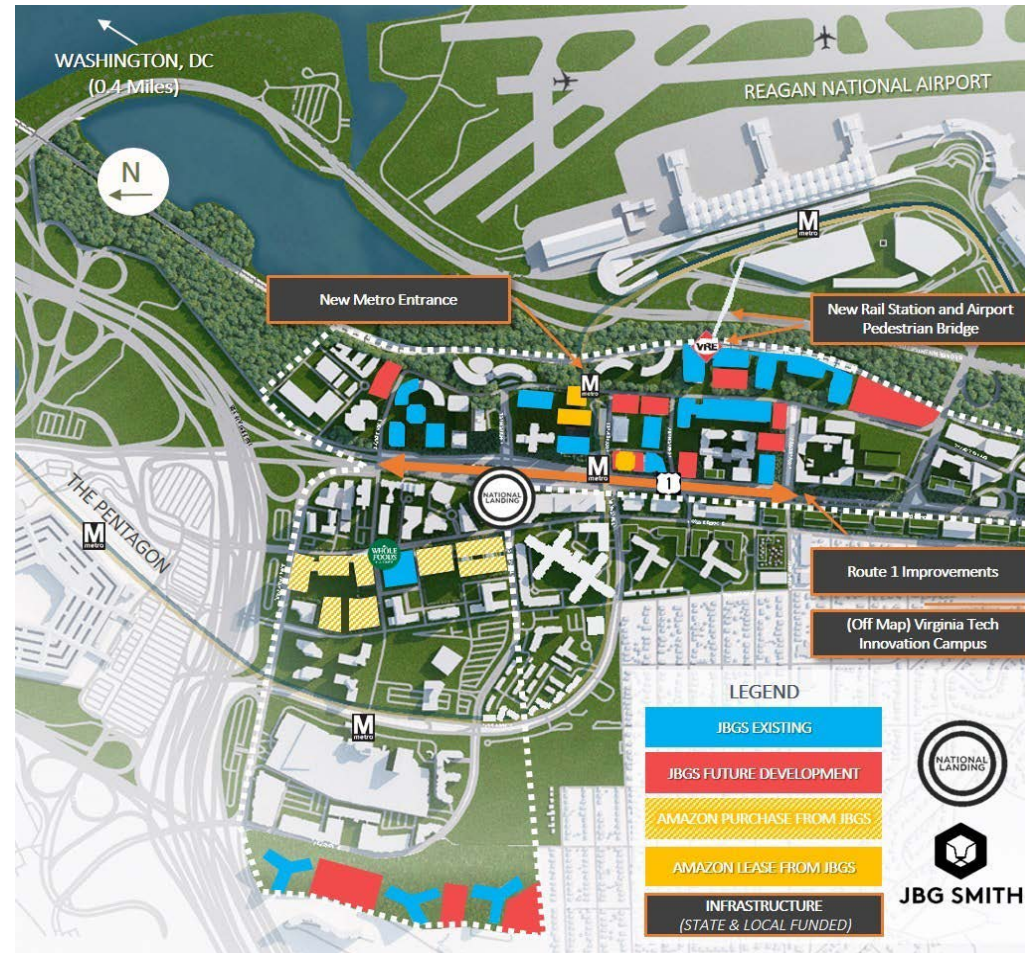 WASHINGTON, DC
(0.4 Miles)
REAGAN NATIONAL AIRPORT
N
M
metro
New Metro Entrance
New Rail Station and Airport
Pedestrian Bridge
VRE
M
metro
M
metro
1
NATIONAL
LANDING
THE PENTAGON
M
metro
WHOLE
FOODS
MARKET
Route 1 Improvements
(Off Map) Virginia Tech
Innovation Campus
M
metro
LEGEND
JBGS EXISTING
JBGS FUTURE DEVELOPMENT
AMAZON PURCHASE FROM JBGS
AMAZON LEASE FROM JBGS
INFRASTRUCTURE
(STATE & LOCAL FUNDED)
NATIONAL
LANDING
JBG SMITH